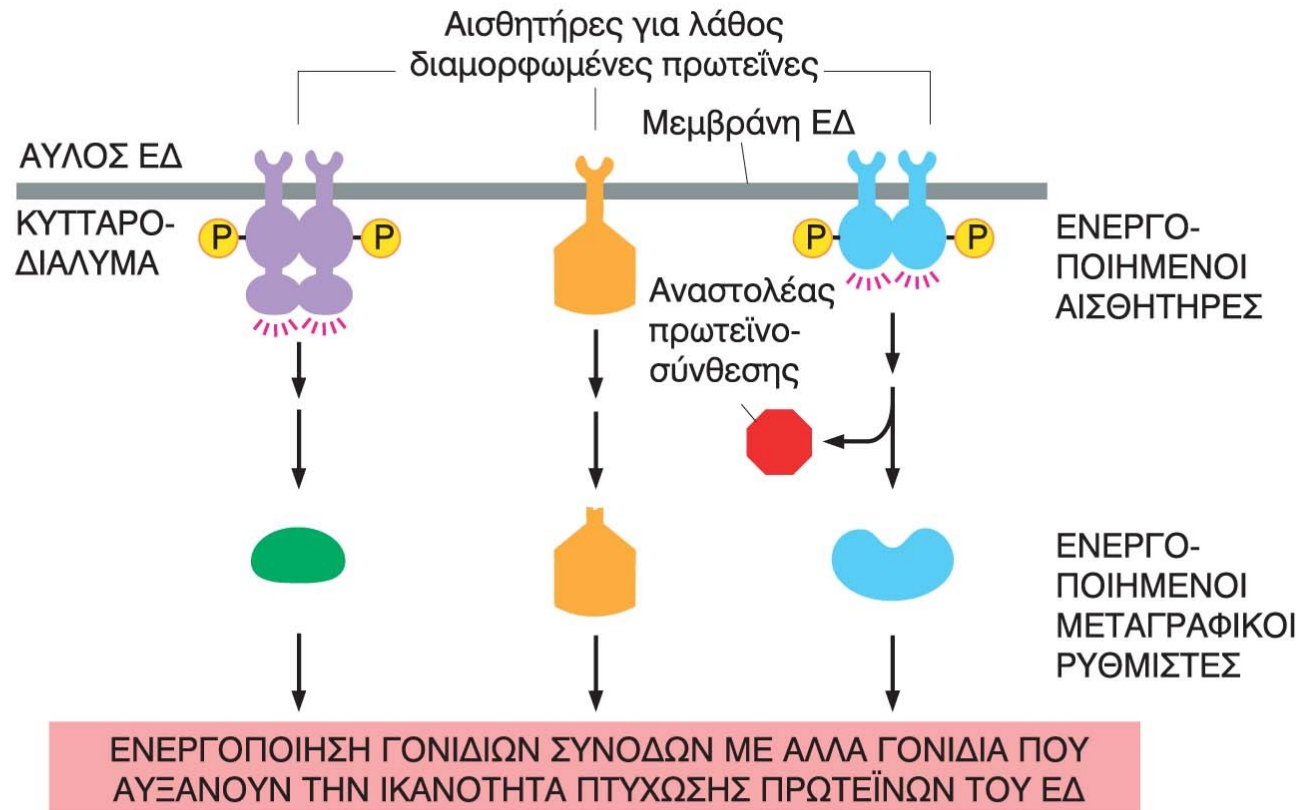 Αισθητήρες για λάθος
διαμορφωμένες πρωτεΐνες
Μεμβράνη ΕΔ
ΑΥΛΟΣ ΕΔ
ΚΥΤΤΑΡΟ-
ΔΙΑΛΥΜΑ
P
P
P
P
ΕΝΕΡΓΟ-
ΠΟΙΗΜΕΝΟΙ
ΑΙΣΘΗΤΗΡΕΣ
Αναστολέας
πρωτεϊνο-
σύνθεσης
ΕΝΕΡΓΟ-
ΠΟΙΗΜΕΝΟΙ
ΜΕΤΑΓΡΑΦΙΚΟΙ
ΡΥΘΜΙΣΤΕΣ
ΕΝΕΡΓΟΠΟΙΗΣΗ ΓΟΝΙΔΙΩΝ ΣΥΝΟΔΩΝ ΜΕ ΑΛΛΑ ΓΟΝΙΔΙΑ ΠΟΥ
ΑΥΞΑΝΟΥΝ ΤΗΝ ΙΚΑΝΟΤΗΤΑ ΠΤΥΧΩΣΗΣ ΠΡΩΤΕΪΝΩΝ ΤΟΥ ΕΔ